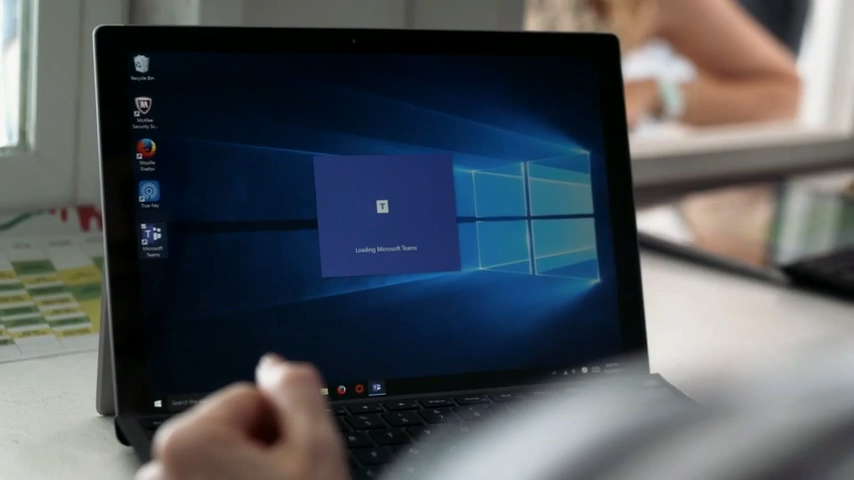 Recycle Bin
McAfee
Security Sc...
Mozilla
Firefox
True Key
Microsoft
Teams
T
Loading Microsoft Teams